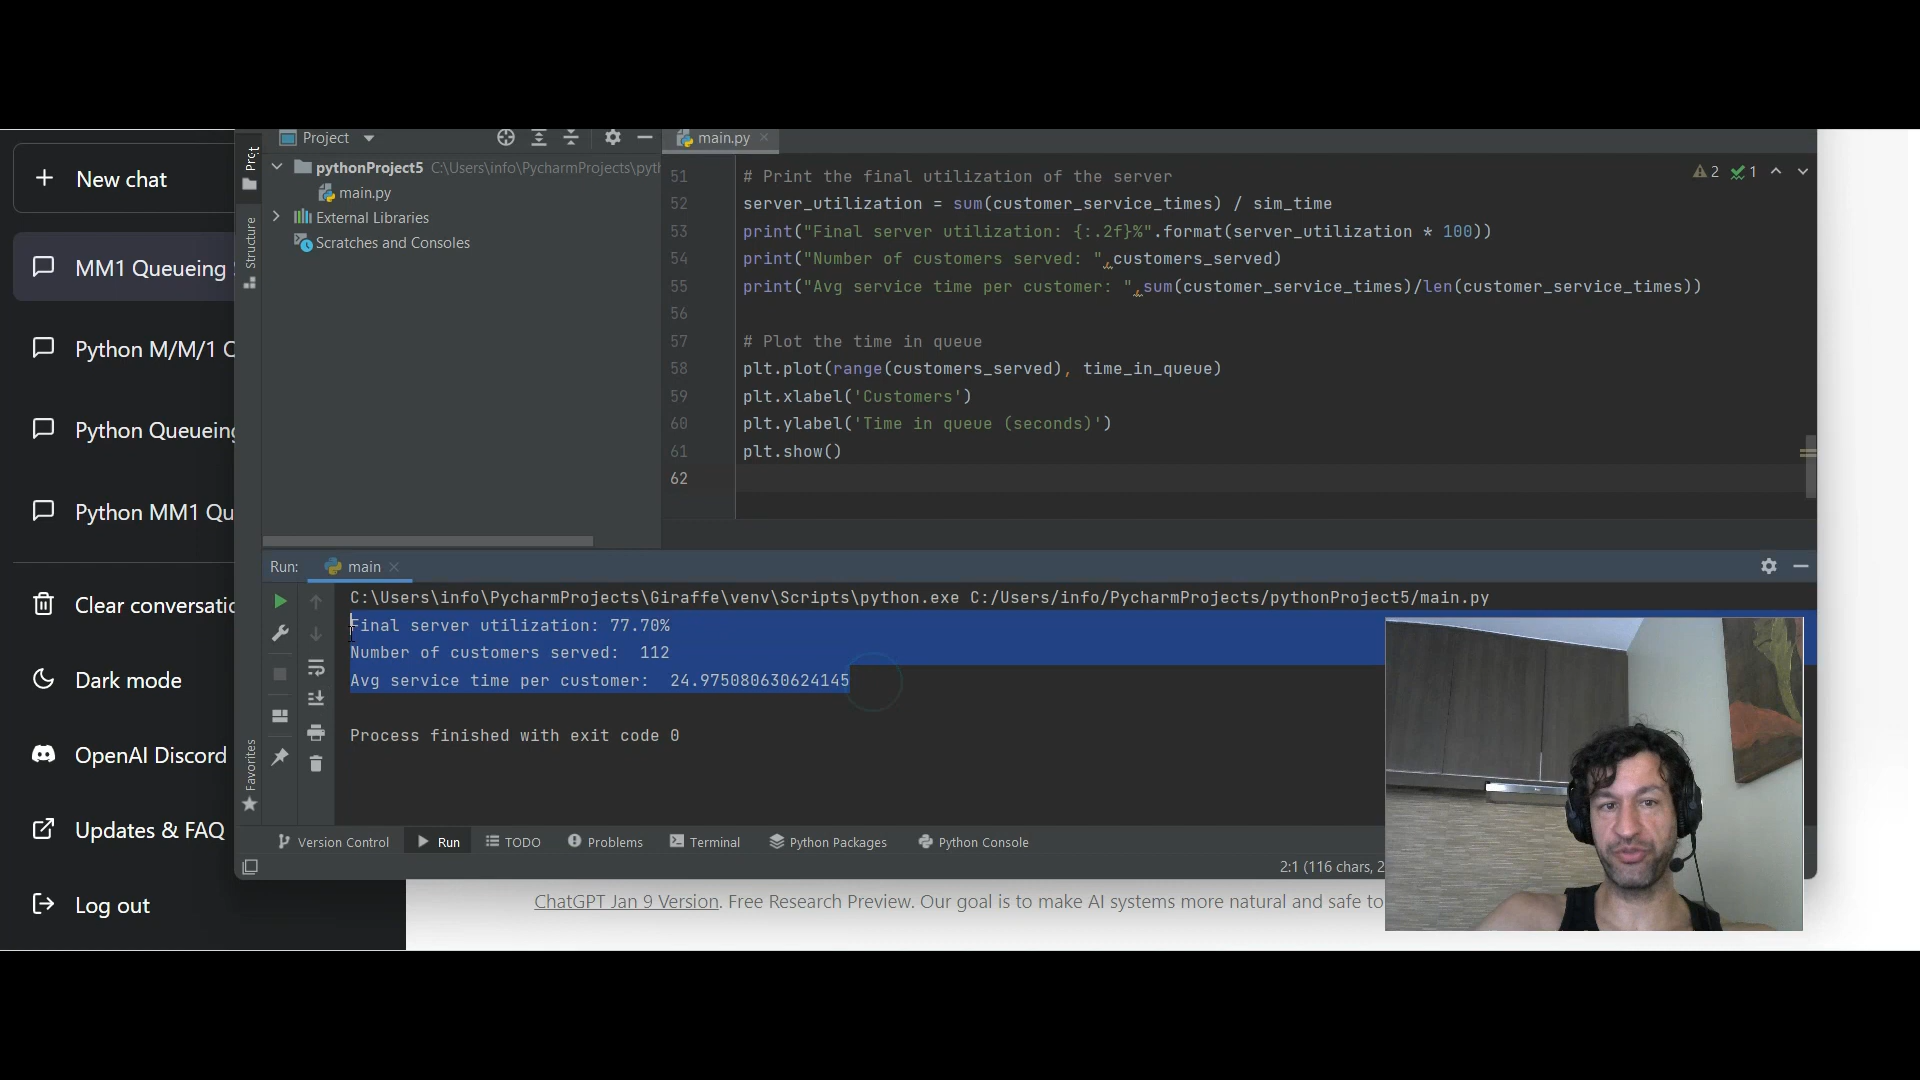 New chat
MM1 Queueing
Python M/M/1
Python Queueing
Python MM1 Qu
Clear conversatio
Dark mode
OpenAI Discord
Updates & FAQ
Log out
Project
main.py
pythonProject5 C:\Users\info\PycharmProjects\pyth
main.py
External Libraries
Scratches and Consoles
Structure
Favorites
2 1
51 # Print the final utilization of the server
52 server_utilization = sum(customer_service_times) / sim_time
53 print("Final server utilization: {:.2f}%".format(server_utilization * 100))
54 print("Number of customers served: ",customers_served)
55 print("Avg service time per customer: ",sum(customer_service_times)/len(customer_service_times))
56
57 # Plot the time in queue
58 plt.plot(range(customers_served), time_in_queue)
59 plt.xlabel('Customers')
60 plt.ylabel('Time in queue (seconds)')
61 plt.show()
62
Run: main
C:\Users\info\PycharmProjects\Giraffe\venv\Scripts\python.exe C:/Users/info/PycharmProjects/pythonProject5/main.py
Final server utilization: 77.70%
Number of customers served: 112
Avg service time per customer: 24.975080630624145
Process finished with exit code 0
Version Control Run TODO Problems Terminal Python Packages Python Console
2:1 (116 chars, 2
ChatGPT Jan 9 Version. Free Research Preview. Our goal is to make AI systems more natural and safe to